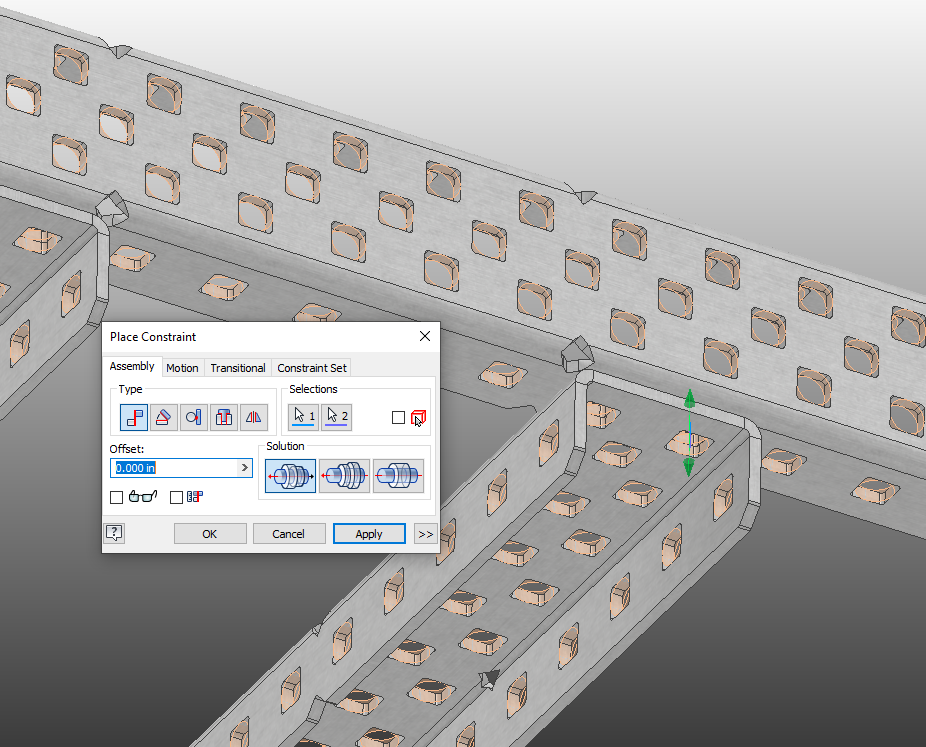 Place Constraint
Assembly Motion Transitional Constraint Set
Type
Selections
1 2
Offset:
Solution
0.000 in
>
?
OK Cancel Apply >>